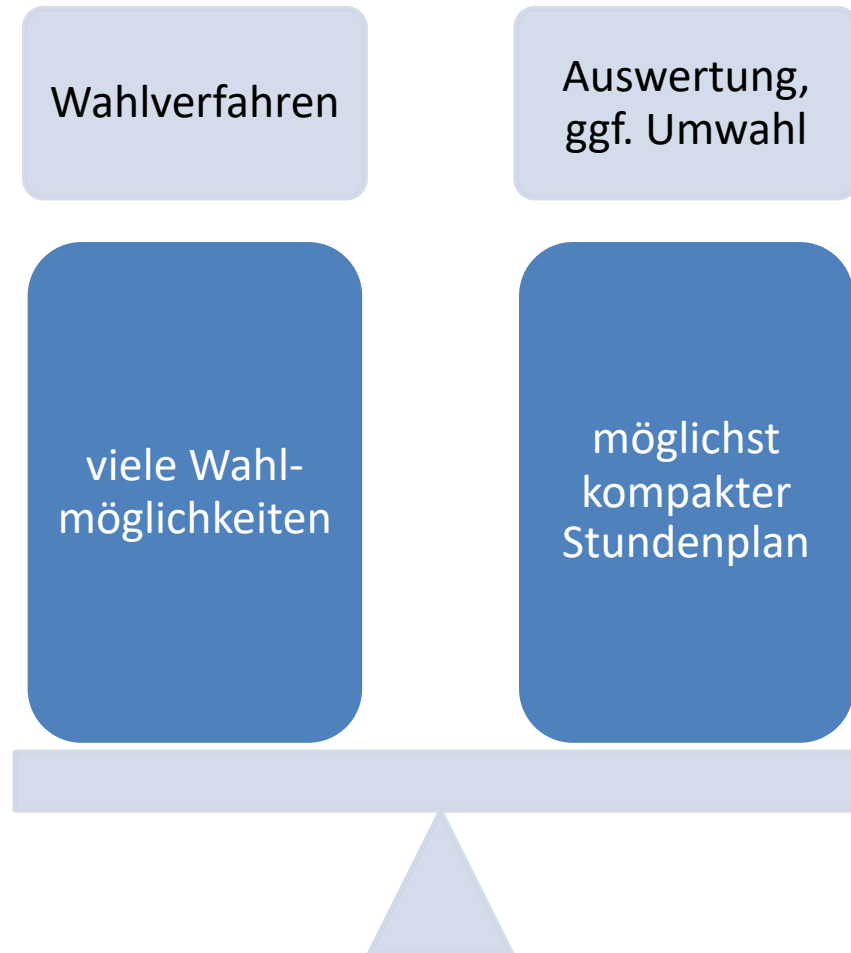 Wahlverfahren
Auswertung,
ggf. Umwahl
viele Wahl-
möglichkeiten
möglichst
kompakter
Stundenplan